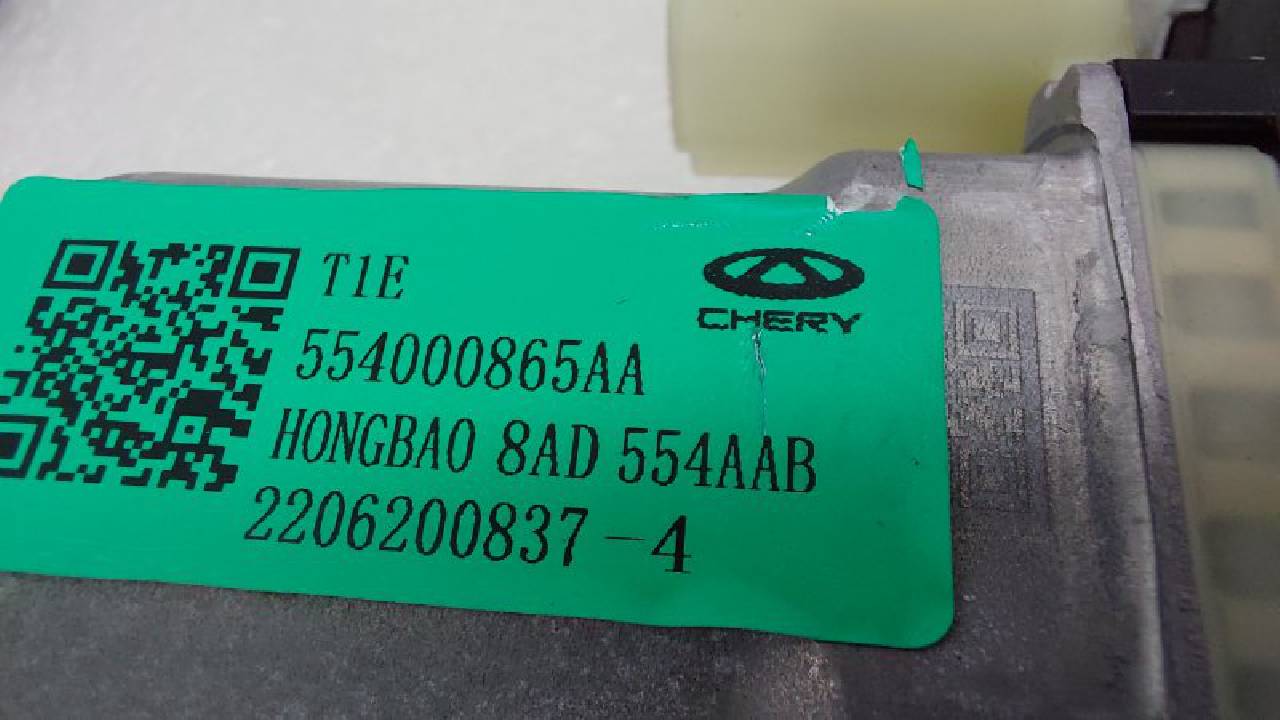 T1E
CHERY
554000865AA
HONGBAO 8AD 554AAB
2206200837-4